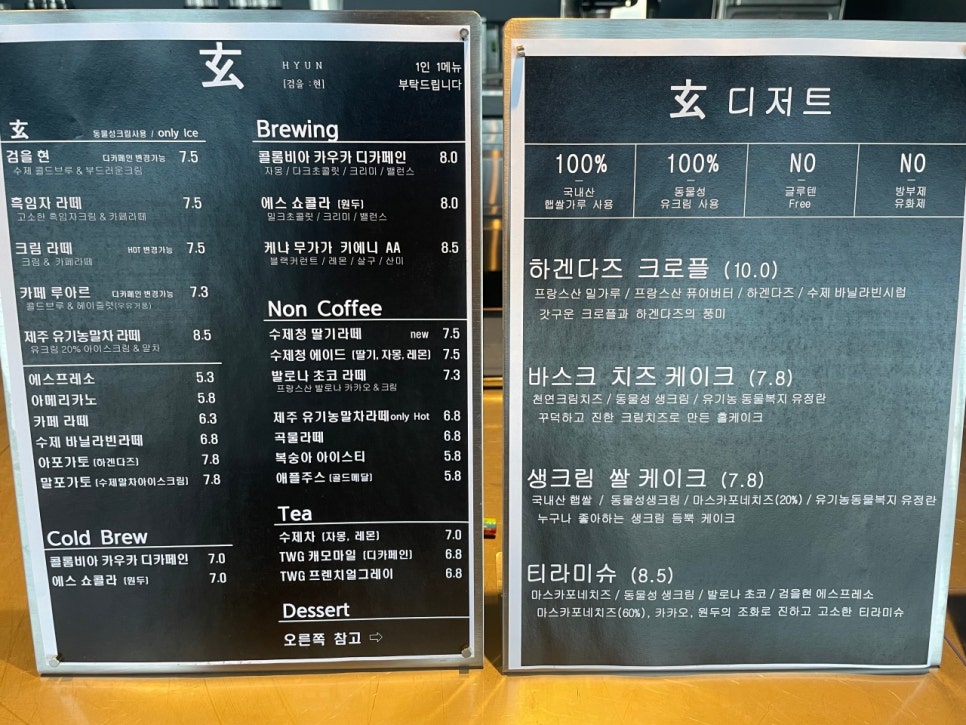 玄
HYUN
[검을 :현]
1인 1메뉴
부탁드립니다
玄 동물성크림사용 / only Ice
검을 현 디카페인 변경가능 7.5
수제 콜드브루 & 부드러운크림
흑임자 라떼 7.5
고소한 흑임자크림 & 카페라떼
크림 라떼 HOT 변경가능 7.5
크림 & 카페라떼
카페 루아르 디카페인 변경가능 7.3
콜드브루 & 헤이즐럿(우유거품)
제주 유기농말차 라떼 8.5
유크림 20% 아이스크림 & 말차
에스프레소 5.3
아메리카노 5.8
카페 라떼 6.3
수제 바닐라빈라떼 6.8
아포가토 (하겐다즈) 7.8
말포가토 (수제말차아이스크림) 7.8
Cold Brew
콜롬비아 카우카 디카페인 7.0
에스 쇼콜라 (원두) 7.0
Brewing
콜롬비아 카우카 디카페인 8.0
자몽 / 다크초콜릿 / 크리미 / 밸런스
에스 쇼콜라 (원두) 8.0
밀크초콜릿 / 크리미 / 밸런스
케냐 무가가 키에니 AA 8.5
블랙커런트 / 레몬 / 살구 / 산미
Non Coffee
수제청 딸기라떼 new 7.5
수제청 에이드 (딸기, 자몽, 레몬) 7.5
발로나 초코 라떼 7.3
프랑스산 발로나 카카오 & 크림
제주 유기농말차라떼 only Hot 6.8
곡물라떼 6.8
복숭아 아이스티 5.8
애플주스 (골드메달) 5.8
Tea
수제차 (자몽, 레몬) 7.0
TWG 캐모마일 (디카페인) 6.8
TWG 프렌치얼그레이 6.8
Dessert
오른쪽 참고 ⇨
玄 디저트
100% 100% NO NO
국내산 동물성 글루텐 방부제
햅쌀가루 사용 유크림 사용 Free 유화제
하겐다즈 크로플 (10.0)
프랑스산 밀가루 / 프랑스산 퓨어버터 / 하겐다즈 / 수제 바닐라빈시럽
갓구운 크로플과 하겐다즈의 풍미
바스크 치즈 케이크 (7.8)
천연크림치즈 / 동물성 생크림 / 유기농 동물복지 유정란
꾸덕하고 진한 크림치즈로 만든 홀케이크
생크림 쌀 케이크 (7.8)
국내산 햅쌀 / 동물성생크림 / 마스카포네치즈(20%) / 유기농동물복지 유정란
누구나 좋아하는 생크림 듬뿍 케이크
티라미슈 (8.5)
마스카포네치즈 / 동물성 생크림 / 발로나 초코 / 검을현 에스프레소
마스카포네치즈(60%), 카카오, 원두의 조화로 진하고 고소한 티라미슈